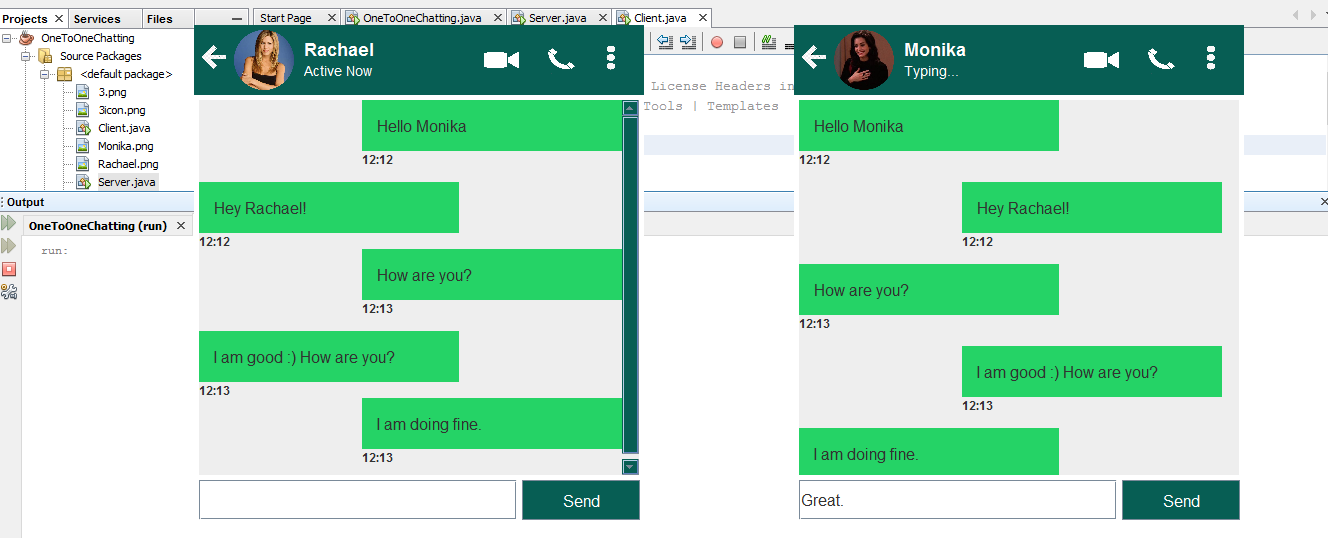 Projects
Services
Files
Start Page
OneToOneChatting.java
Server.java
Client.java
OneToOneChatting
Source Packages
<default package>
3.png
3icon.png
Client.java
Monika.png
Rachael.png
Server.java
Output
OneToOneChatting (run)
run:
License Headers in
Tools | Templates
Rachael
Active Now
Hello Monika
12:12
Hey Rachael!
12:12
How are you?
12:13
I am good :) How are you?
12:13
I am doing fine.
12:13
Send
Monika
Typing...
Hello Monika
12:12
Hey Rachael!
12:12
How are you?
12:13
I am good :) How are you?
12:13
I am doing fine.
Great.
Send